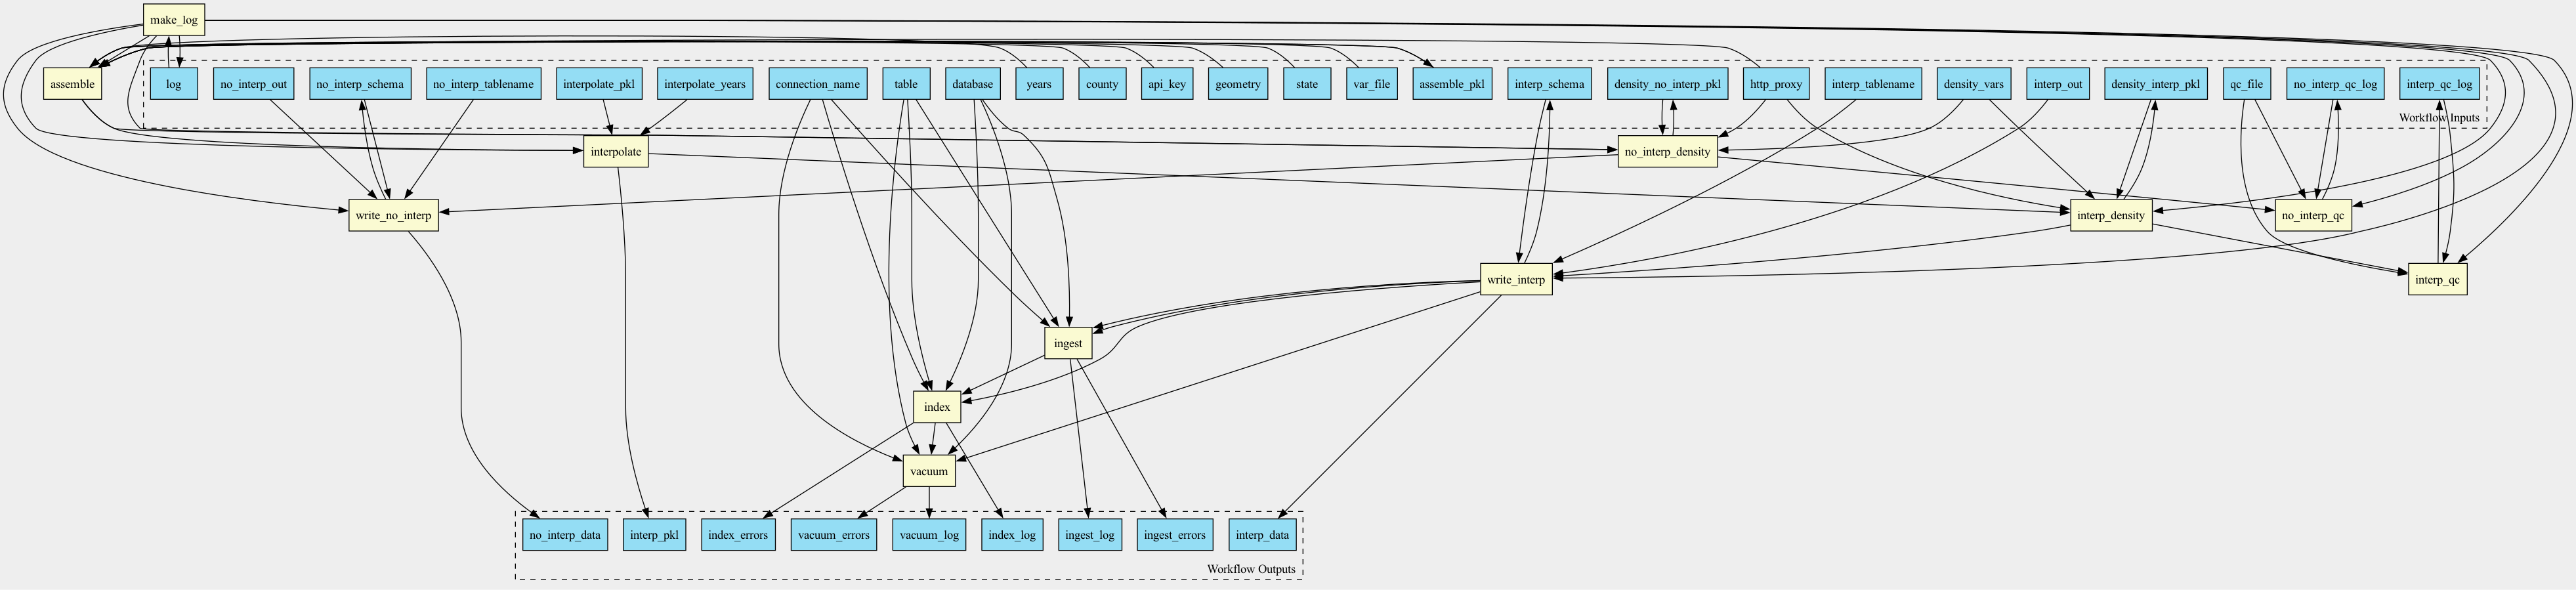 make_log
assemble
log
no_interp_out
no_interp_schema
no_interp_tablename
interpolate_pkl
interpolate_years
connection_name
table
database
years
county
api_key
geometry
state
var_file
assemble_pkl
interp_schema
density_no_interp_pkl
http_proxy
interp_tablename
density_vars
interp_out
density_interp_pkl
qc_file
no_interp_qc_log
interp_qc_log
Workflow Inputs
interpolate
no_interp_density
write_no_interp
interp_density
no_interp_qc
write_interp
interp_qc
ingest
index
vacuum
no_interp_data
interp_pkl
index_errors
vacuum_errors
vacuum_log
index_log
ingest_log
ingest_errors
interp_data
Workflow Outputs